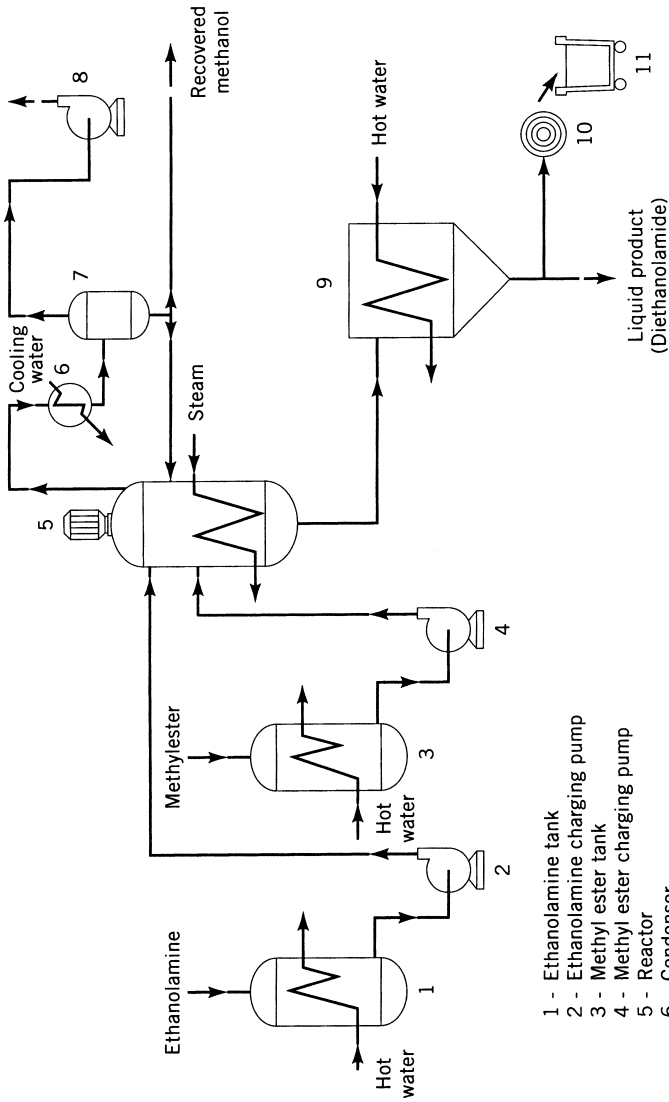 8
Recovered
methanol
7
Cooling
water
6
5
Steam
Hot water
9
10
11
Liquid product
(Diethanolamide)
Methylester
3
4
Hot
water
Ethanolamine
1
2
Hot
water
1 - Ethanolamine tank
2 - Ethanolamine charging pump
3 - Methyl ester tank
4 - Methyl ester charging pump
5 - Reactor
6 - Condenser